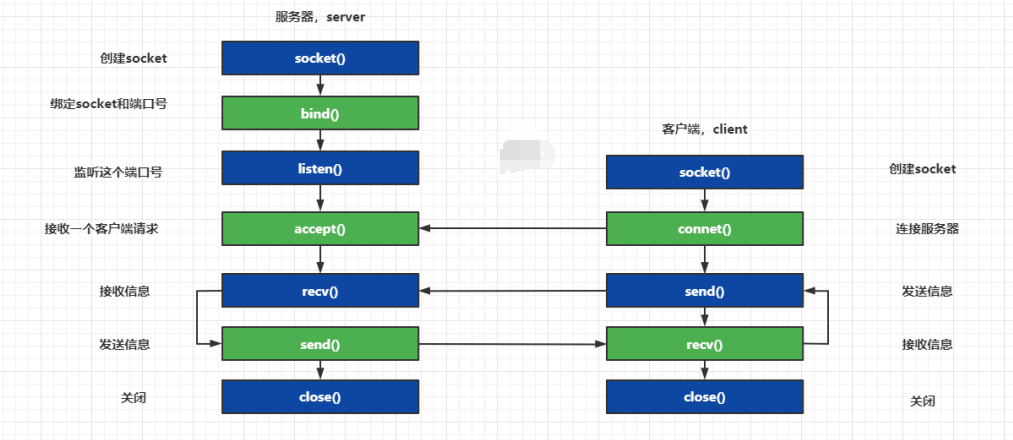 服务器，server
创建socket
socket()
绑定socket和端口号
bind()
监听这个端口号
listen()
接收一个客户端请求
accept()
接收信息
recv()
发送信息
send()
关闭
close()
客户端，client
socket()
创建socket
connet()
连接服务器
send()
发送信息
recv()
接收信息
close()
关闭